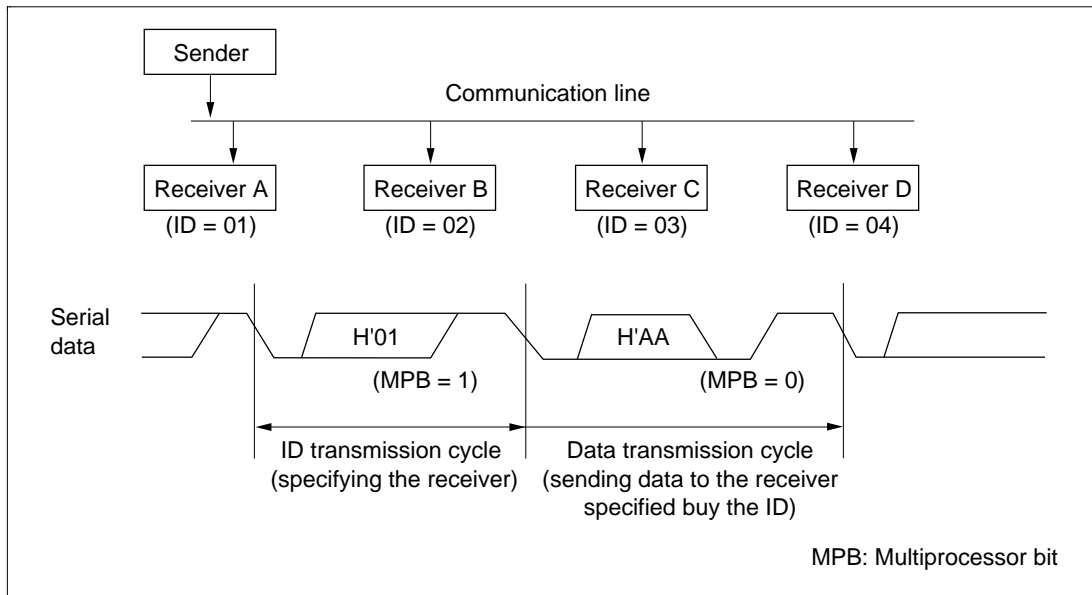 Sender
Communication line
Receiver A
Receiver B
Receiver C
Receiver D
(ID = 01)
(ID = 02)
(ID = 03)
(ID = 04)
Serial
data
H'01
H'AA
(MPB = 1)
(MPB = 0)
ID transmission cycle
(specifying the receiver)
Data transmission cycle
(sending data to the receiver
specified buy the ID)
MPB: Multiprocessor bit